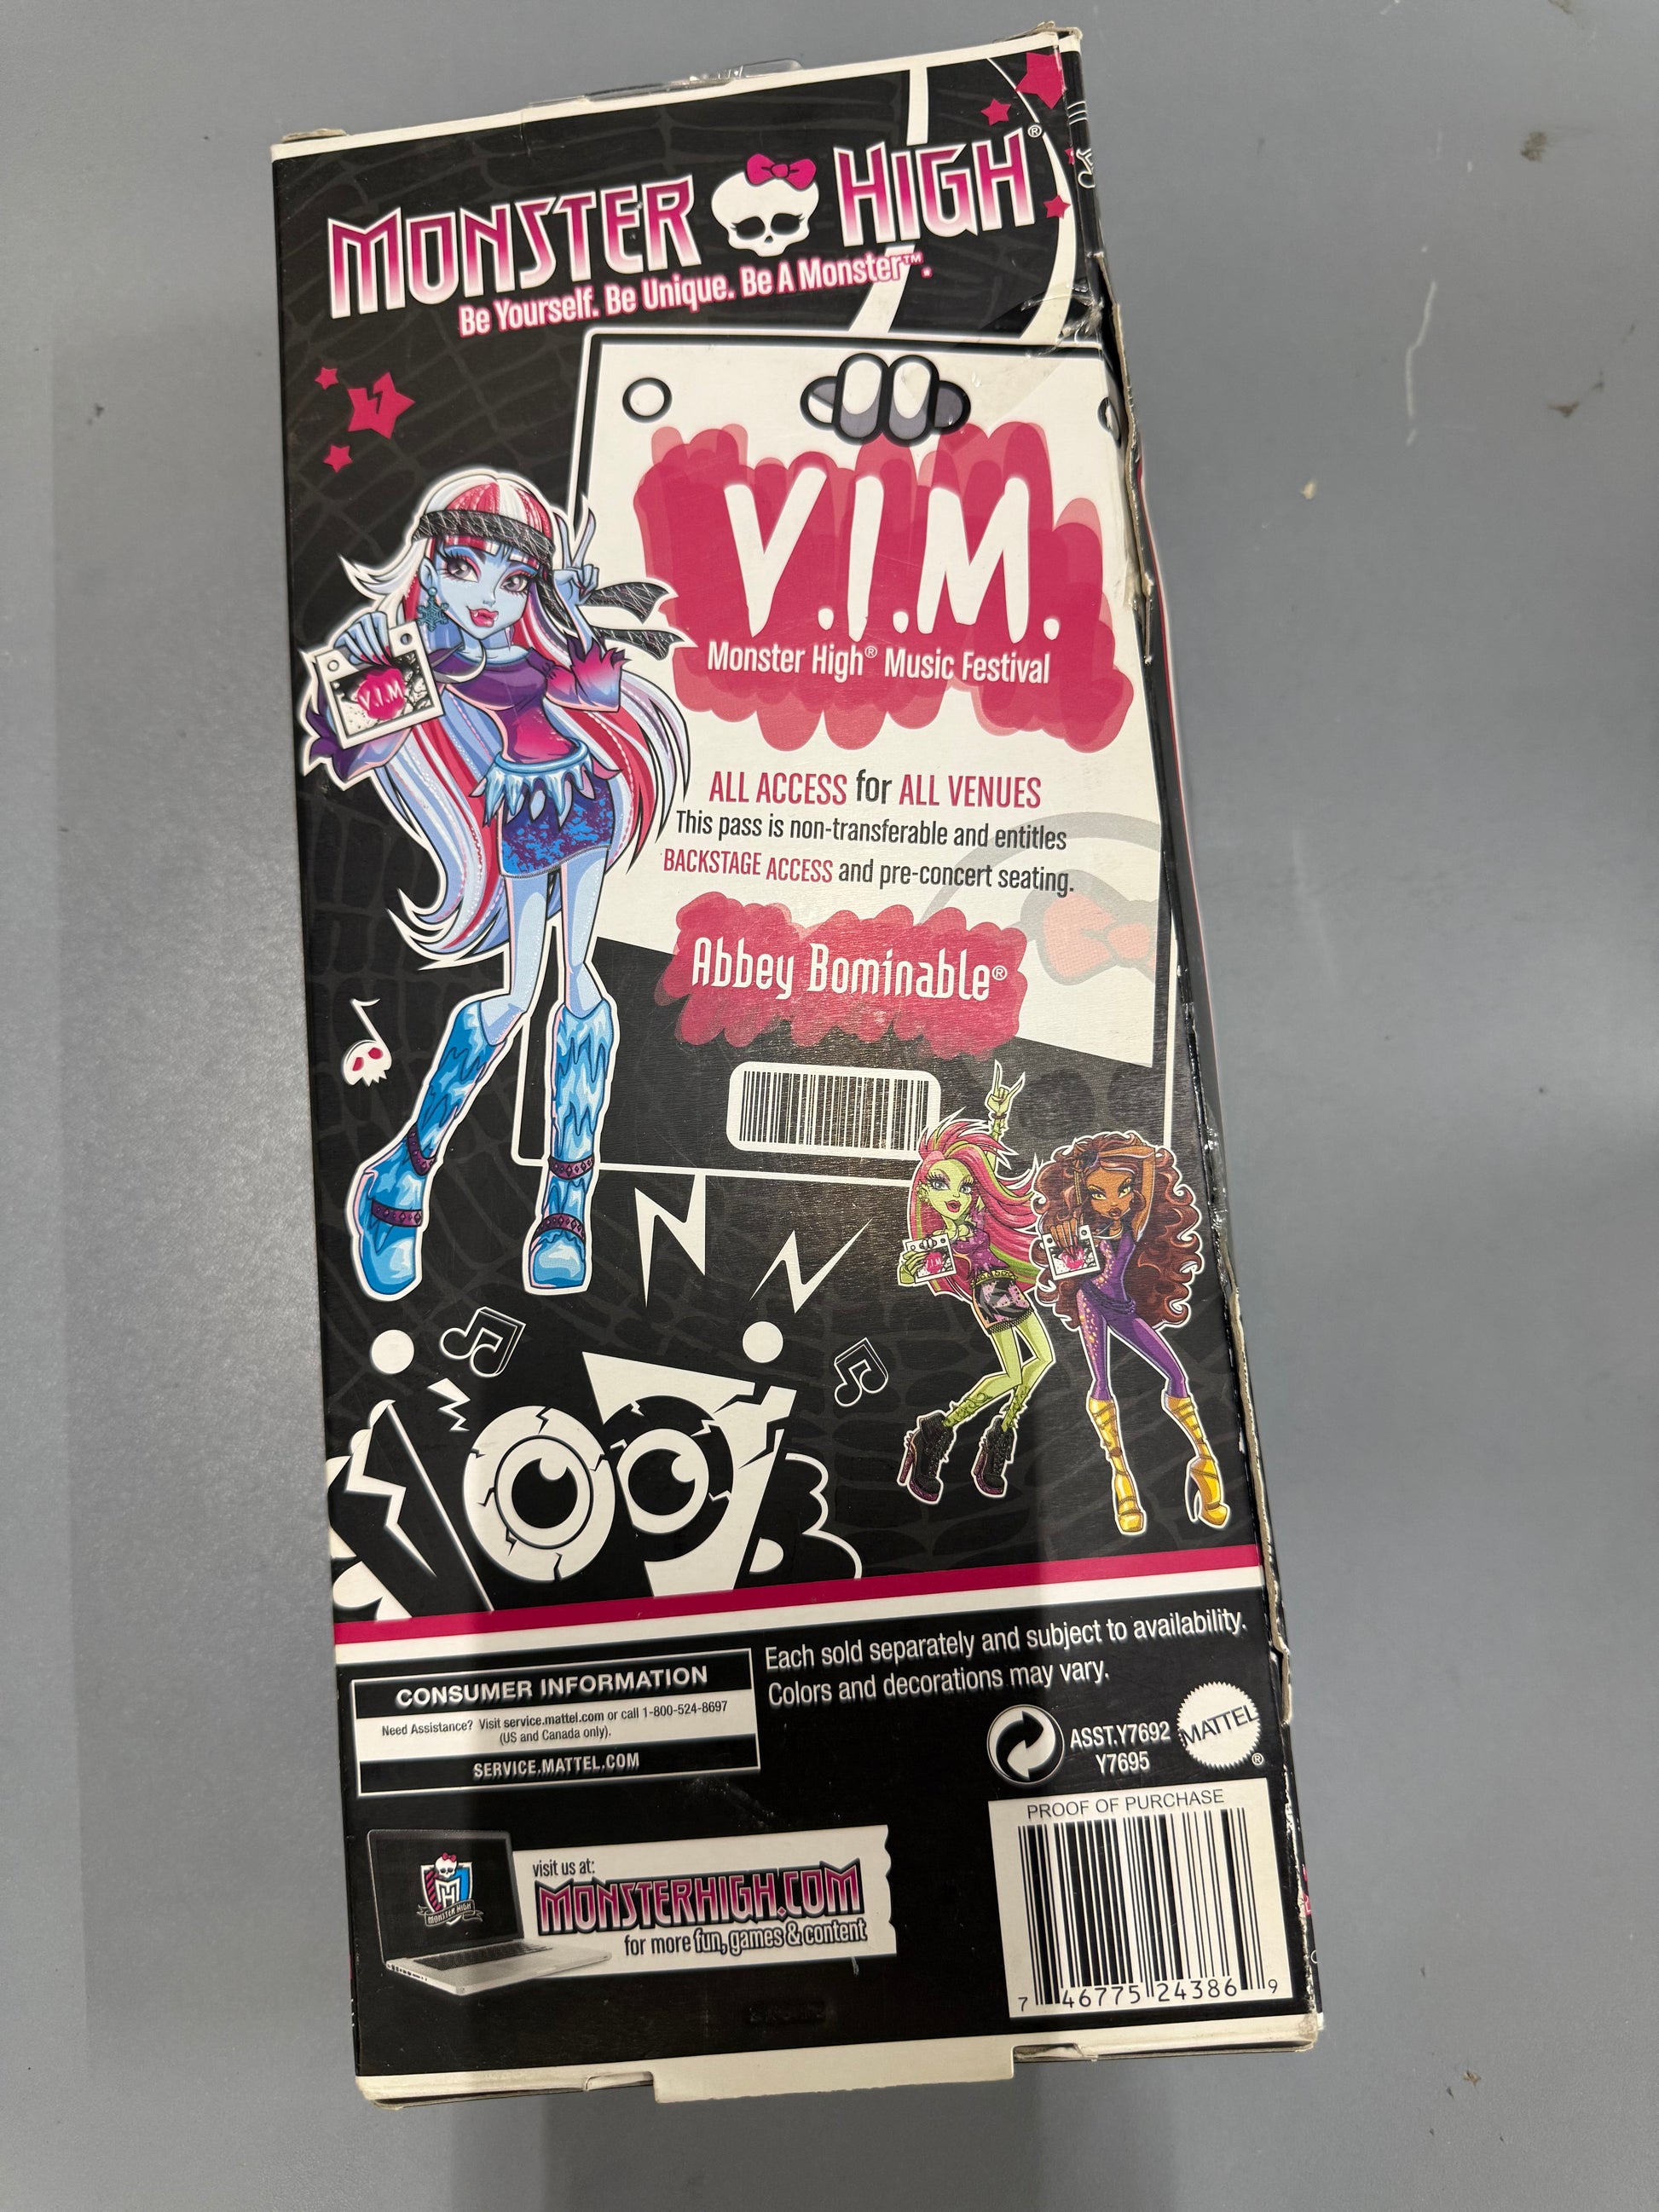 MONSTER HIGH®
Be Yourself. Be Unique. Be A Monster™.
V.I.M.
Monster High® Music Festival
V.I.M
ALL ACCESS for ALL VENUES
This pass is non-transferable and entitles
BACKSTAGE ACCESS and pre-concert seating.
Abbey Bominable®
V.I.M.
Each sold separately and subject to availability.
Colors and decorations may vary.
CONSUMER INFORMATION
Need Assistance? Visit service.mattel.com or call 1-800-524-8697
(US and Canada only).
SERVICE.MATTEL.COM
ASST.Y7692
Y7695
MATTEL®
PROOF OF PURCHASE
7 46775 24386 9
MONSTER HIGH
visit us at:
MONSTERHIGH.COM
for more fun, games & content